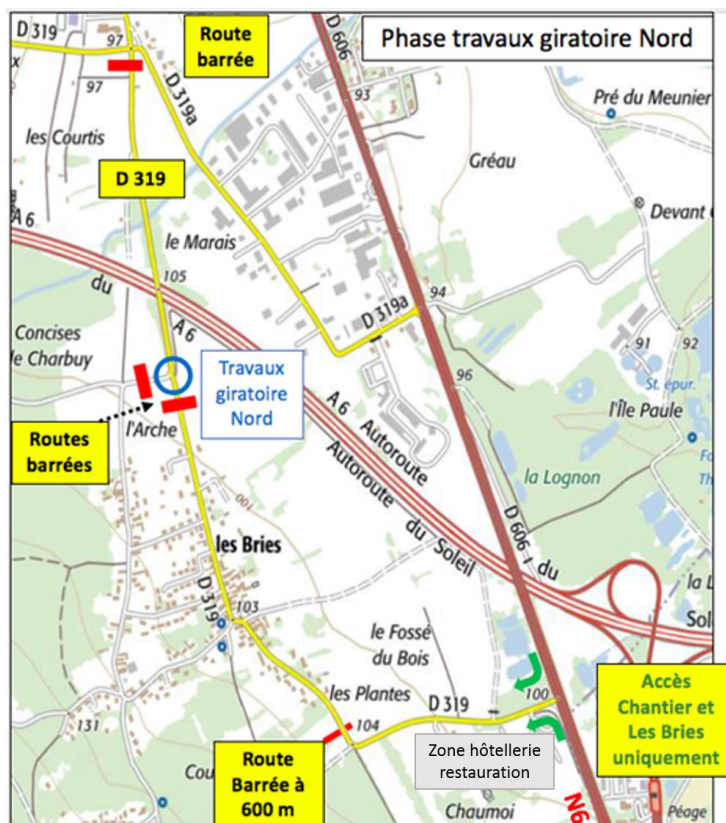 D 319
97
Route
barrée
D 606
Phase travaux giratoire Nord
97
D 319a
93
Pré du Meunier
les Courtis
Gréau
D 319
A 6
le Marais
Devant
105
du
94
D 319a
A 6
Concises
de Charbuy
91
92
Travaux
giratoire
Nord
96
St. épur.
l'Île Paule
A 6
Autoroute
Routes
barrées
l'Arche
Autoroute
du
Soleil
la Lognon
100
D 606
du
les Bries
D 319
103
le Fossé
du Bois
Accès
Chantier et
Les Bries
uniquement
les Plantes
100
131
104
D 319
Zone hôtellerie
restauration
Route
Barrée à
600 m
N6
Chaumoi
Péage